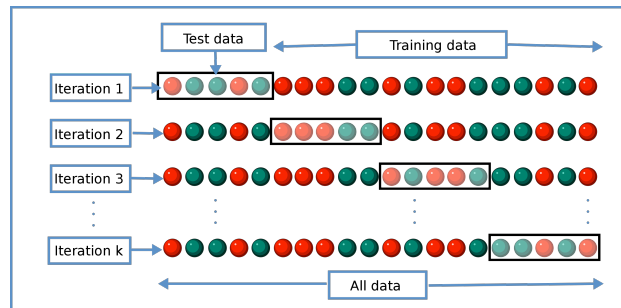 Test data
Training data
Iteration 1
Iteration 2
Iteration 3
Iteration k
All data